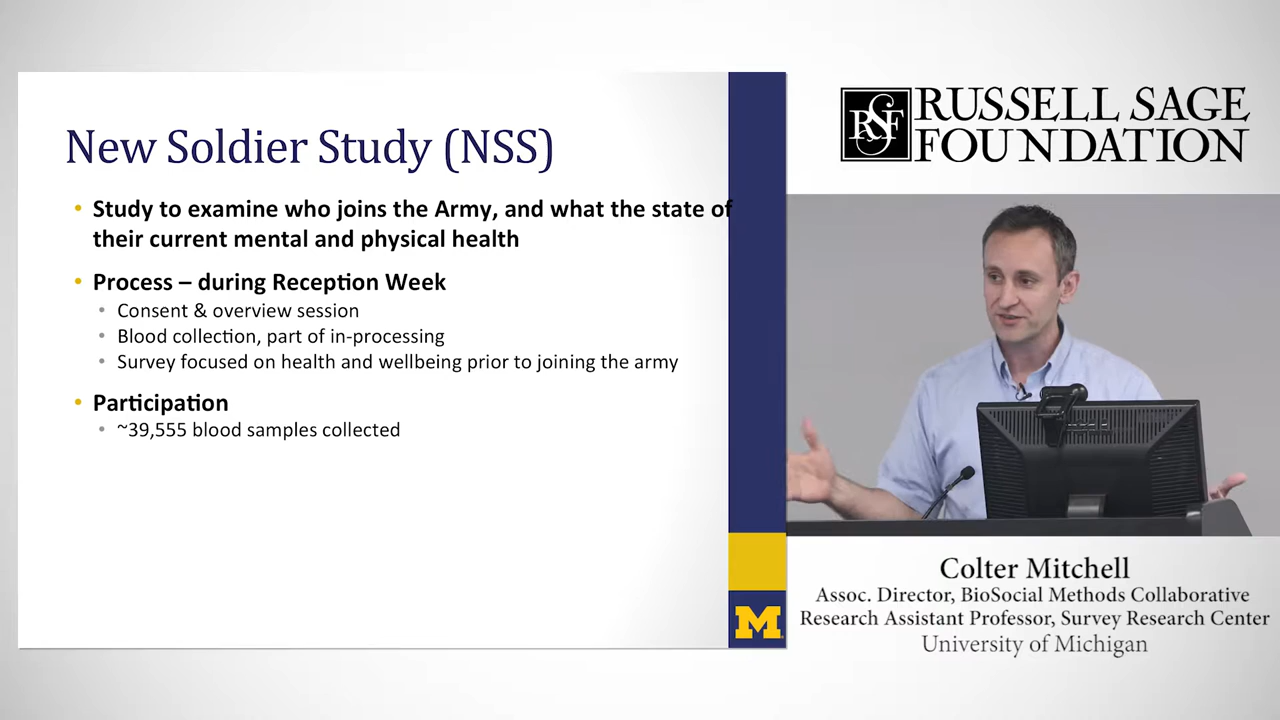 New Soldier Study (NSS)
• Study to examine who joins the Army, and what the state of
their current mental and physical health
• Process – during Reception Week
• Consent & overview session
• Blood collection, part of in-processing
• Survey focused on health and wellbeing prior to joining the army
• Participation
• ~39,555 blood samples collected
M
RSF
RUSSELL SAGE
FOUNDATION
Colter Mitchell
Assoc. Director, BioSocial Methods Collaborative
Research Assistant Professor, Survey Research Center
University of Michigan